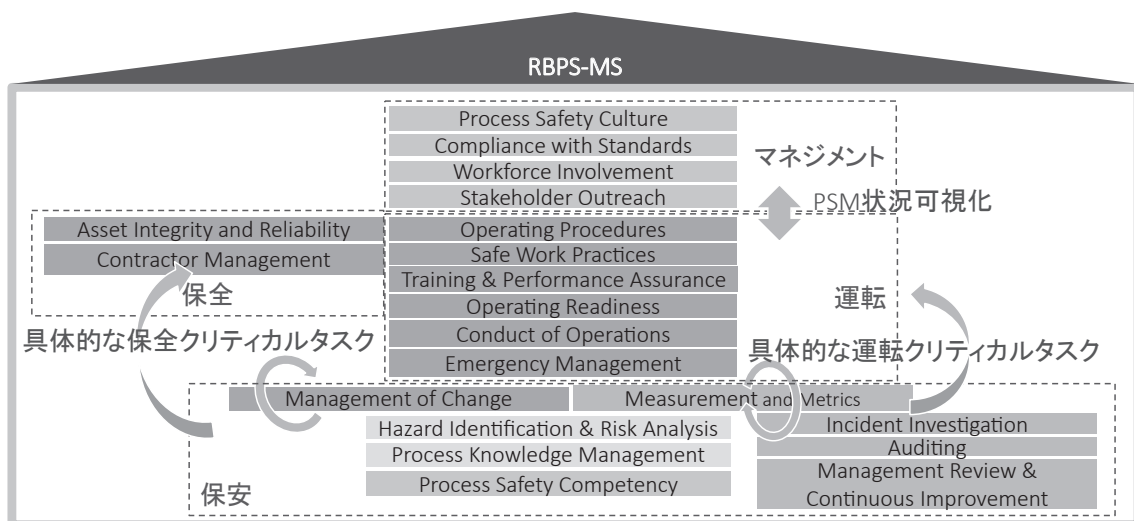 RBPS-MS
Process Safety Culture
Compliance with Standards
Workforce Involvement
Stakeholder Outreach
マネジメント
PSM状況可視化
Asset Integrity and Reliability
Contractor Management
保全
Operating Procedures
Safe Work Practices
Training & Performance Assurance
Operating Readiness
Conduct of Operations
Emergency Management
運転
具体的な保全クリティカルタスク
具体的な運転クリティカルタスク
Management of Change
Measurement and Metrics
Hazard Identification & Risk Analysis
Process Knowledge Management
Process Safety Competency
Incident Investigation
Auditing
Management Review &
Continuous Improvement
保安